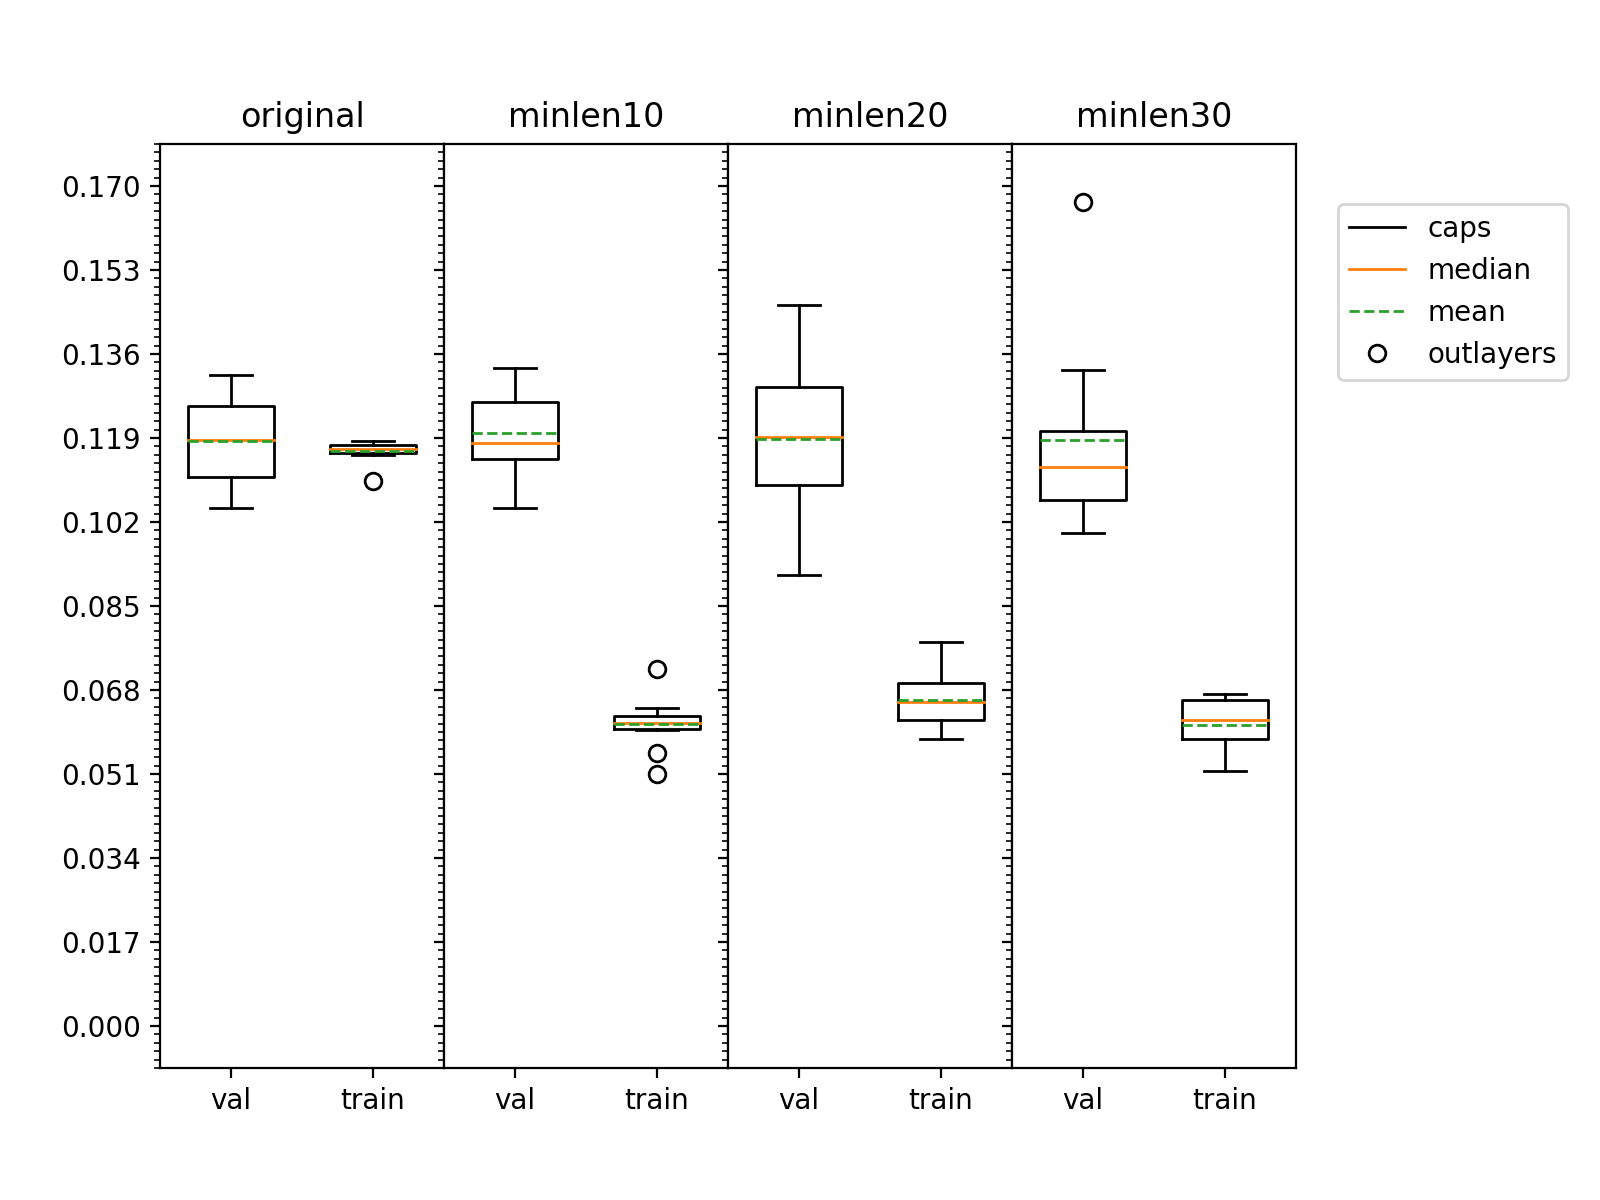 original minlen10 minlen20 minlen30
0.170
0.153
0.136
0.119
0.102
0.085
0.068
0.051
0.034
0.017
0.000
val train val train val train val train
caps
median
mean
outlayers